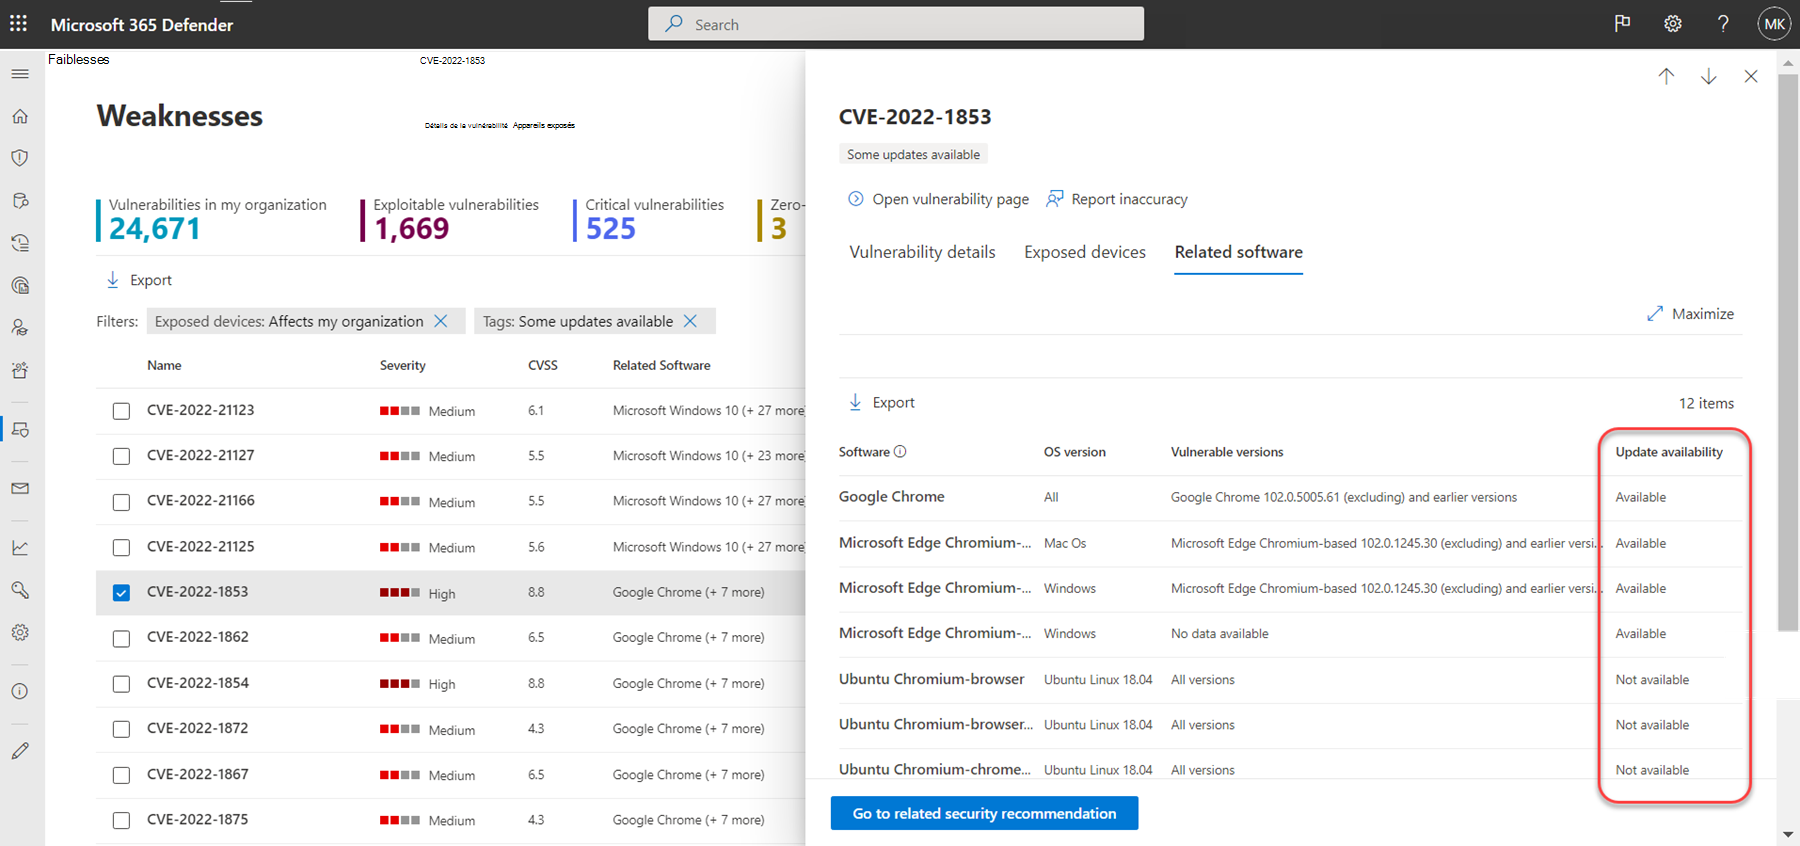 Microsoft 365 Defender
Search
MK
Faiblesses
CVE-2022-1853
Weaknesses
Détails de la vulnérabilité Appareils exposés
Vulnerabilities in my organization
24,671
Exploitable vulnerabilities
1,669
Critical vulnerabilities
525
Zero-
3
Export
Filters: Exposed devices: Affects my organization Tags: Some updates available
Name Severity CVSS Related Software
CVE-2022-21123 Medium 6.1 Microsoft Windows 10 (+ 27 more)
CVE-2022-21127 Medium 5.5 Microsoft Windows 10 (+ 23 more)
CVE-2022-21166 Medium 5.5 Microsoft Windows 10 (+ 27 more)
CVE-2022-21125 Medium 5.6 Microsoft Windows 10 (+ 27 more)
CVE-2022-1853 High 8.8 Google Chrome (+ 7 more)
CVE-2022-1862 Medium 6.5 Google Chrome (+ 7 more)
CVE-2022-1854 High 8.8 Google Chrome (+ 7 more)
CVE-2022-1872 Medium 4.3 Google Chrome (+ 7 more)
CVE-2022-1867 Medium 6.5 Google Chrome (+ 7 more)
CVE-2022-1875 Medium 4.3 Google Chrome (+ 7 more)
CVE-2022-1853
Some updates available
Open vulnerability page Report inaccuracy
Vulnerability details Exposed devices Related software
Maximize
Export 12 items
Software OS version Vulnerable versions Update availability
Google Chrome All Google Chrome 102.0.5005.61 (excluding) and earlier versions Available
Microsoft Edge Chromium-... Mac Os Microsoft Edge Chromium-based 102.0.1245.30 (excluding) and earlier versi... Available
Microsoft Edge Chromium-... Windows Microsoft Edge Chromium-based 102.0.1245.30 (excluding) and earlier versi... Available
Microsoft Edge Chromium-... Windows No data available Available
Ubuntu Chromium-browser Ubuntu Linux 18.04 All versions Not available
Ubuntu Chromium-browser... Ubuntu Linux 18.04 All versions Not available
Ubuntu Chromium-chrome... Ubuntu Linux 18.04 All versions Not available
Go to related security recommendation